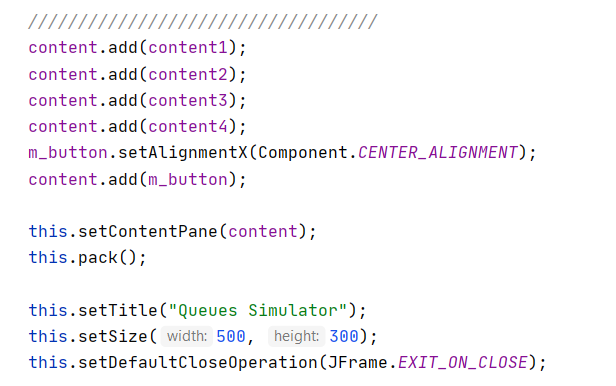 ///////////////////////////////////
content.add(content1);
content.add(content2);
content.add(content3);
content.add(content4);
m_button.setAlignmentX(Component.CENTER_ALIGNMENT);
content.add(m_button);
this.setContentPane(content);
this.pack();
this.setTitle("Queues Simulator");
this.setSize( width: 500, height: 300);
this.setDefaultCloseOperation(JFrame.EXIT_ON_CLOSE);